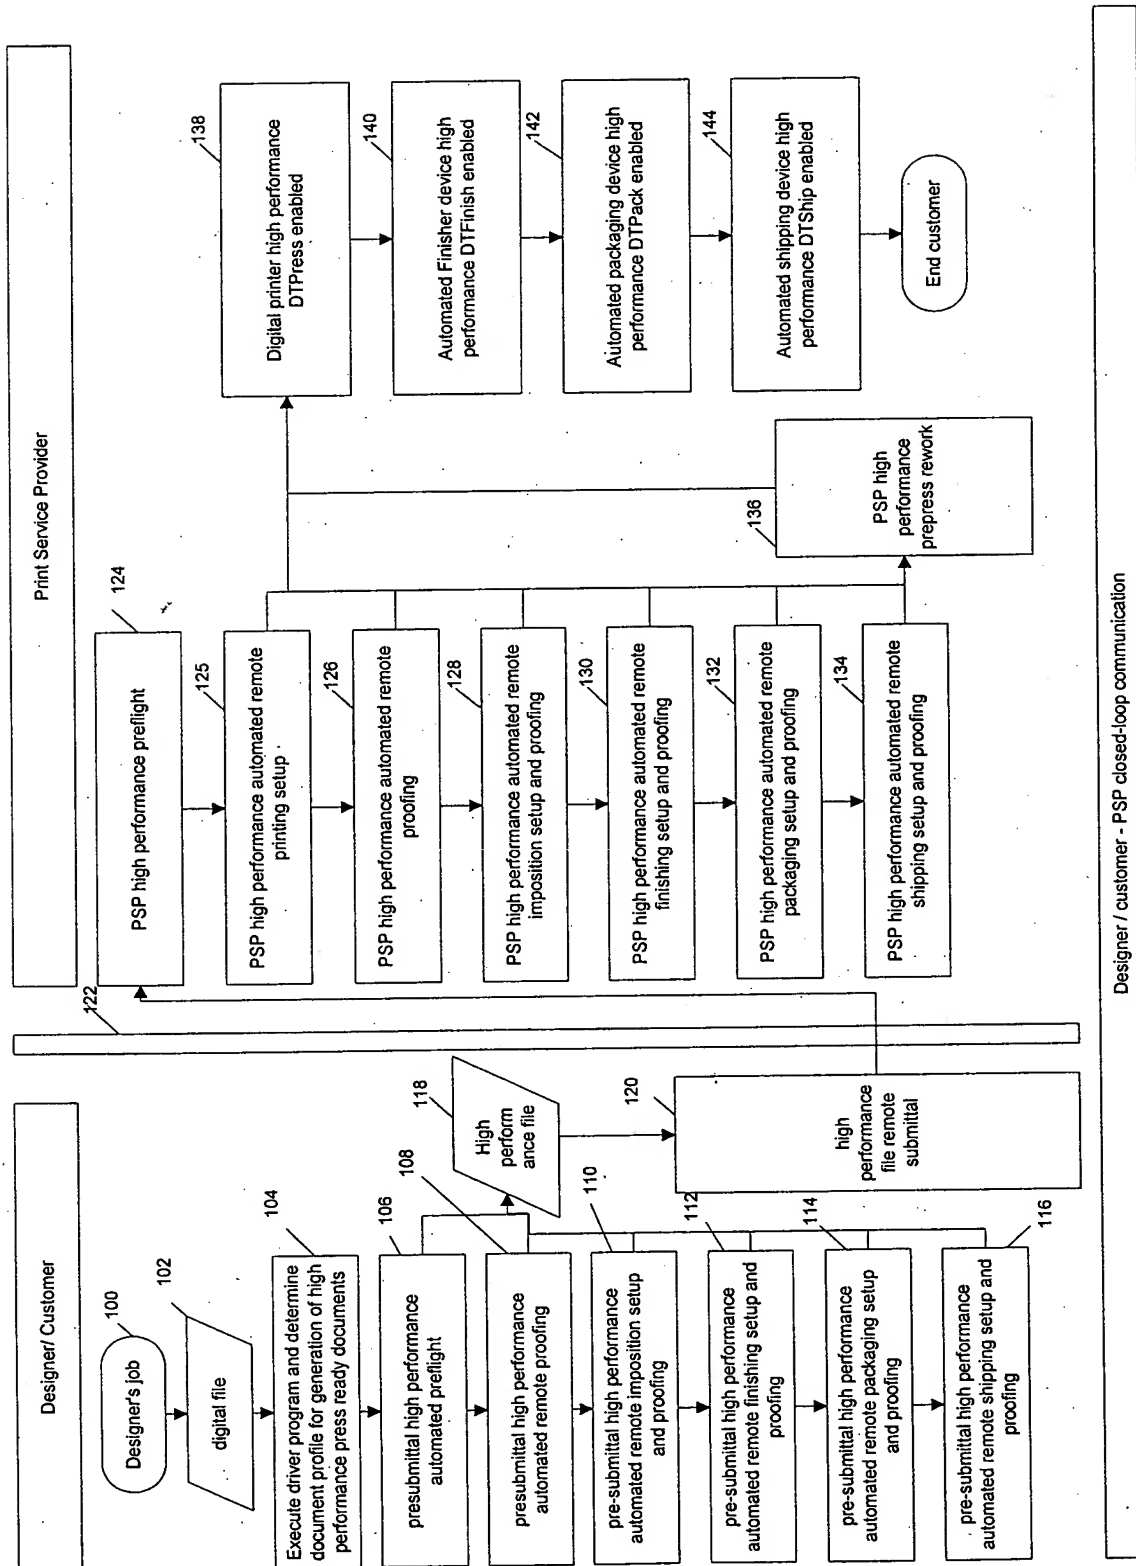 Designer/ Customer
Designer's job
100
digital file
102
Execute driver program and determine
document profile for generation of high
performance press ready documents
104
presubmittal high performance
automated preflight
106
presubmittal high performance
automated remote proofing
108
pre-submittal high performance
automated remote imposition setup
and proofing
110
pre-submittal high performance
automated remote finishing setup and
proofing
112
pre-submittal high performance
automated remote packaging setup
and proofing
114
pre-submittal high performance
automated remote shipping setup and
proofing
116
High
perform
ance file
118
high
performance
file remote
submittal
120
122
Print Service Provider
PSP high performance preflight
124
PSP high performance automated remote
printing setup
125
PSP high performance automated remote
proofing
126
PSP high performance automated remote
imposition setup and proofing
128
PSP high performance automated remote
finishing setup and proofing
130
PSP high performance automated remote
packaging setup and proofing
132
PSP high performance automated remote
shipping setup and proofing
134
PSP high
performance
prepress rework
136
Digital printer high performance
DTPress enabled
138
Automated Finisher device high
performance DTFinish enabled
140
Automated packaging device high
performance DTPack enabled
142
Automated shipping device high
performance DTShip enabled
144
End customer
Designer / customer - PSP closed-loop communication